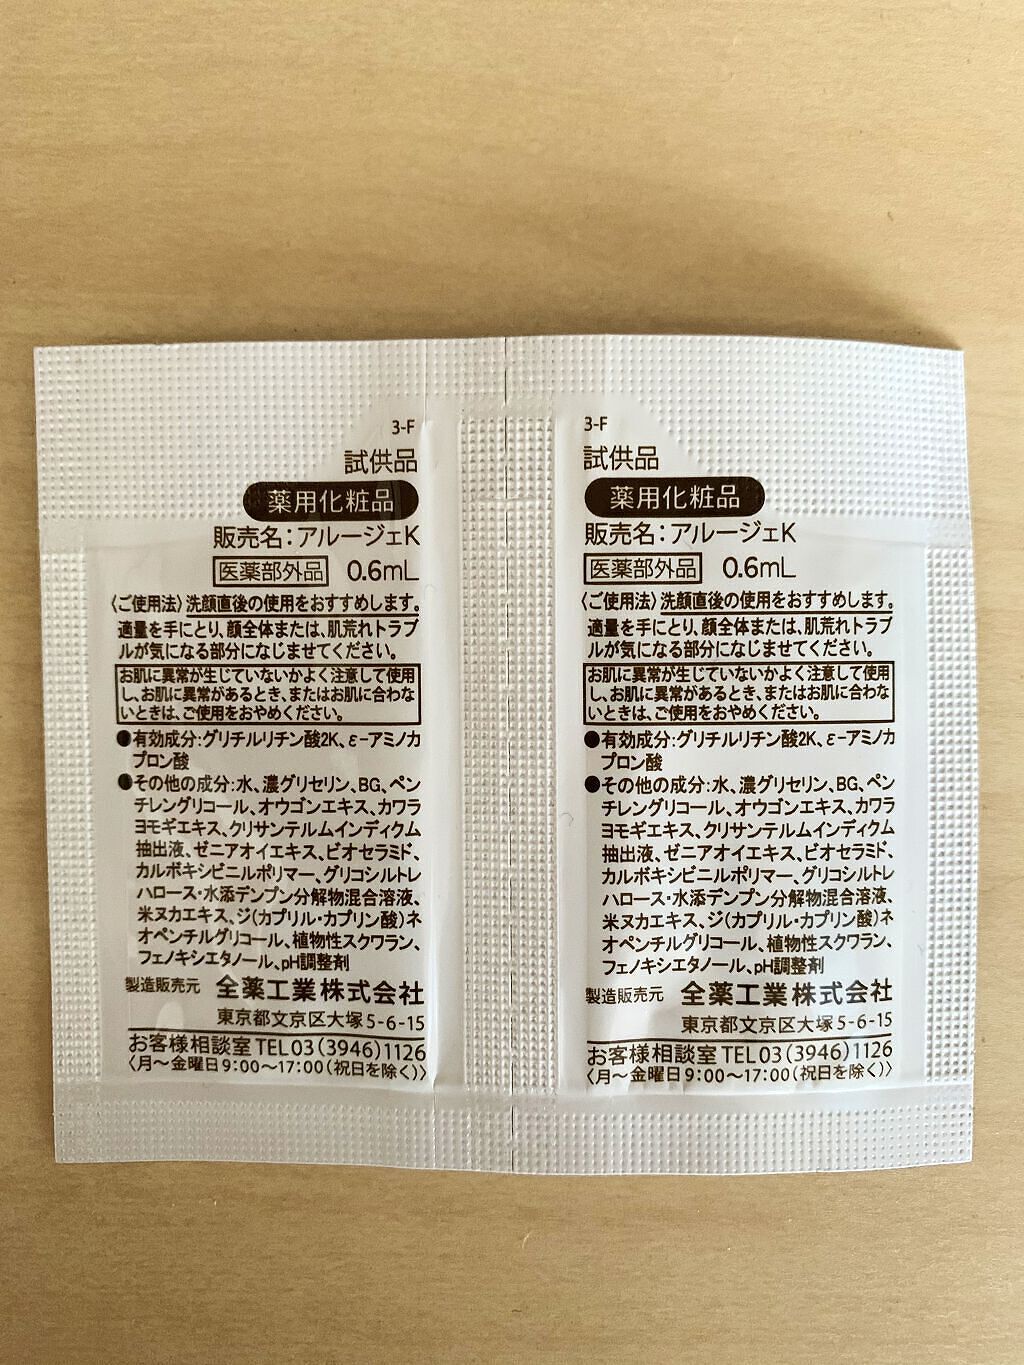 3-F
試供品
薬用化粧品
販売名：アルージェK
医薬部外品 0.6mL
〈ご使用法〉洗顔直後の使用をおすすめします。
適量を手にとり、顔全体または、肌荒れトラブ
ルが気になる部分になじませてください。
お肌に異常が生じていないかよく注意して使用
し、お肌に異常があるとき、またはお肌に合わな
いときは、ご使用をおやめください。
●有効成分:グリチルリチン酸2K、ε-アミノカ
プロン酸
●その他の成分:水、濃グリセリン、BG、ペン
チレングリコール、オウゴンエキス、カワラ
ヨモギエキス、クリサンテルムインディクム
抽出液、ゼニアオイエキス、ビオセラミド、
カルボキシビニルポリマー、グリコシルトレ
ハロース・水添デンプン分解物混合溶液、
米ヌカエキス、ジ(カプリル・カプリン酸)ネ
オペンチルグリコール、植物性スクワラン、
フェノキシエタノール、pH調整剤
製造販売元 全薬工業株式会社
東京都文京区大塚5-6-15
お客様相談室 TEL 03(3946)1126
〈月～金曜日9:00～17:00(祝日を除く)〉
3-F
試供品
薬用化粧品
販売名：アルージェK
医薬部外品 0.6mL
〈ご使用法〉洗顔直後の使用をおすすめします。
適量を手にとり、顔全体または、肌荒れトラブ
ルが気になる部分になじませてください。
お肌に異常が生じていないかよく注意して使用
し、お肌に異常があるとき、またはお肌に合わな
いときは、ご使用をおやめください。
●有効成分:グリチルリチン酸2K、ε-アミノカ
プロン酸
●その他の成分:水、濃グリセリン、BG、ペン
チレングリコール、オウゴンエキス、カワラ
ヨモギエキス、クリサンテルムインディクム
抽出液、ゼニアオイエキス、ビオセラミド、
カルボキシビニルポリマー、グリコシルトレ
ハロース・水添デンプン分解物混合溶液、
米ヌカエキス、ジ(カプリル・カプリン酸)ネ
オペンチルグリコール、植物性スクワラン、
フェノキシエタノール、pH調整剤
製造販売元 全薬工業株式会社
東京都文京区大塚5-6-15
お客様相談室 TEL 03(3946)1126
〈月～金曜日9:00～17:00(祝日を除く)〉